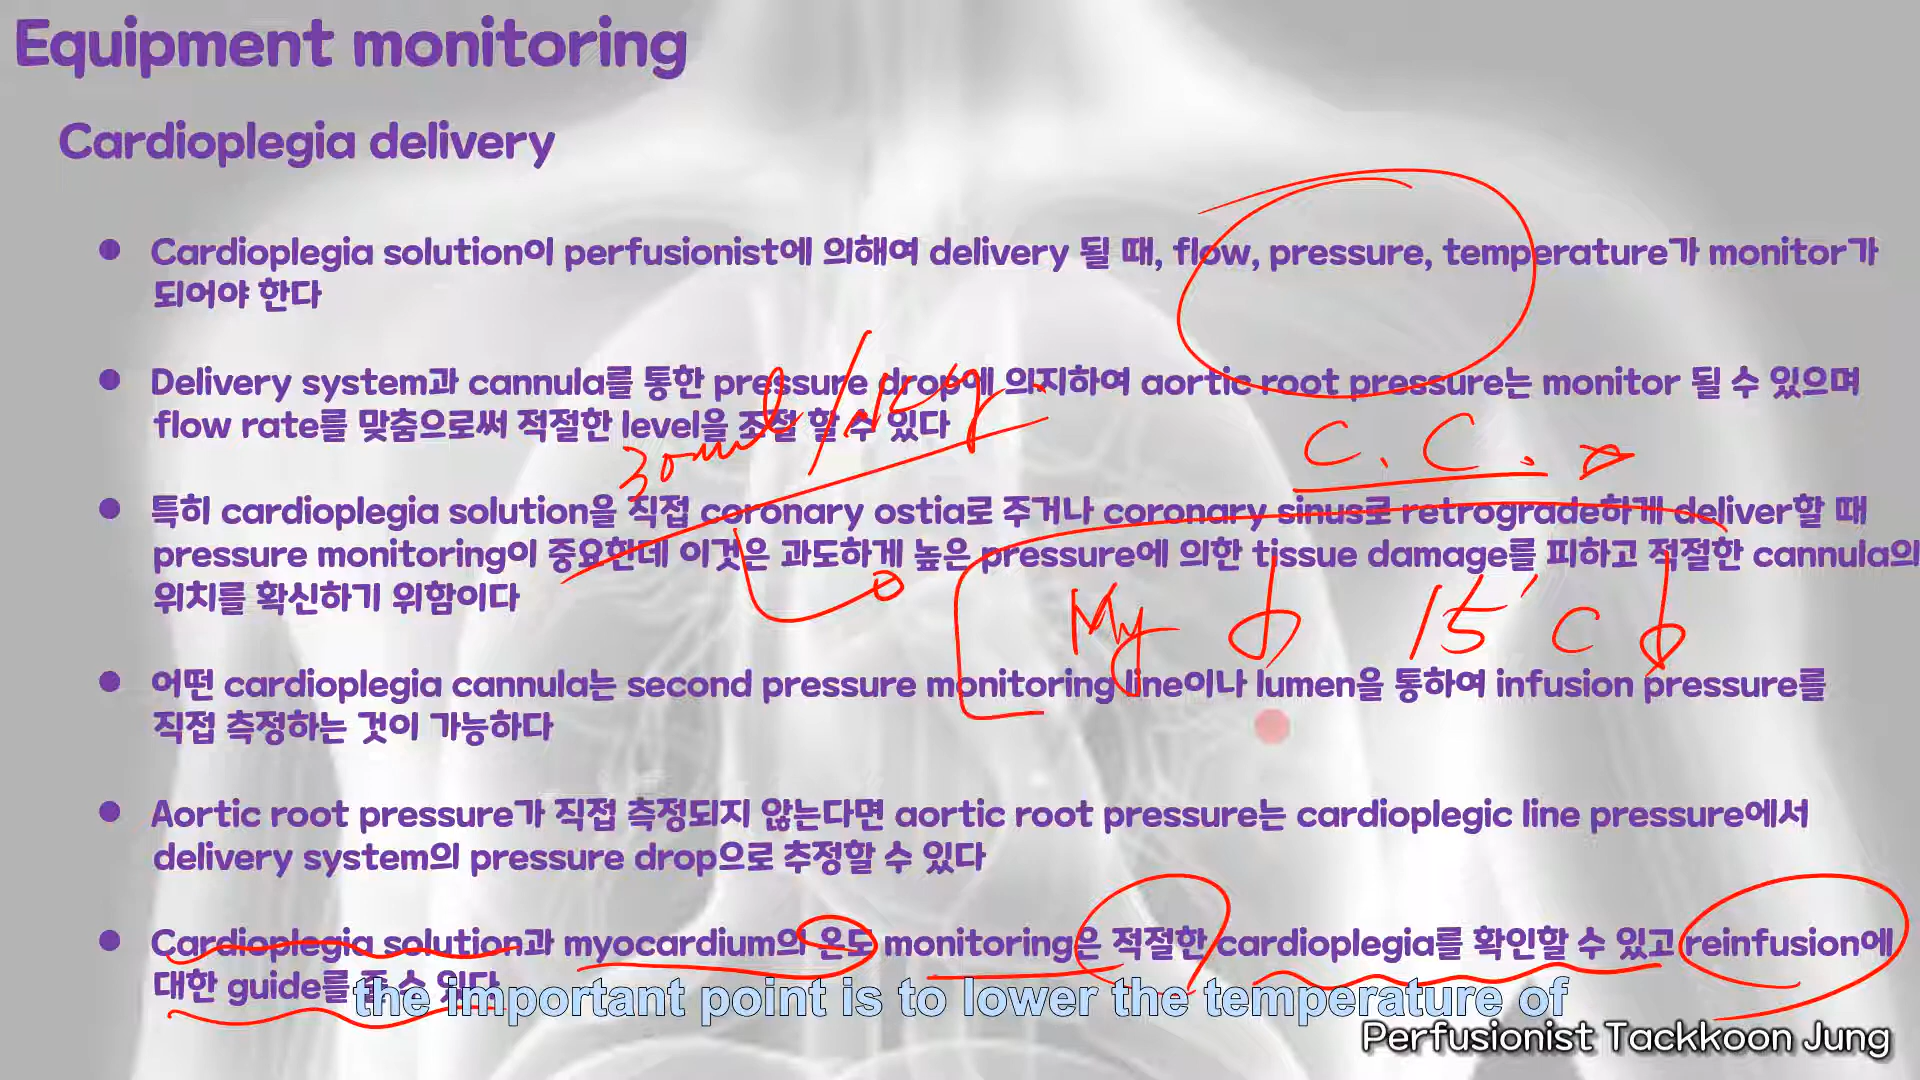 Equipment monitoring
Cardioplegia delivery
Cardioplegia solution이 perfusionist에 의해여 delivery 될 때, flow, pressure, temperature가 monitor가
되어야 한다
Delivery system과 cannula를 통한 pressure drop에 의지하여 aortic root pressure는 monitor 될 수 있으며
flow rate를 맞춤으로써 적절한 level을 조절 할 수 있다
30ml/kg
C. C.
특히 cardioplegia solution을 직접 coronary ostia로 주거나 coronary sinus로 retrograde하게 deliver할 때
pressure monitoring이 중요한데 이것은 과도하게 높은 pressure에 의한 tissue damage를 피하고 적절한 cannula의
위치를 확신하기 위함이다
My 15°C
어떤 cardioplegia cannula는 second pressure monitoring line이나 lumen을 통하여 infusion pressure를
직접 측정하는 것이 가능하다
Aortic root pressure가 직접 측정되지 않는다면 aortic root pressure는 cardioplegic line pressure에서
delivery system의 pressure drop으로 추정할 수 있다
Cardioplegia solution과 myocardium의 온도 monitoring은 적절한 cardioplegia를 확인할 수 있고 reinfusion에
대한 guide를 줄 수 있다
the important point is to lower the temperature of
Perfusionist Tackkoon Jung